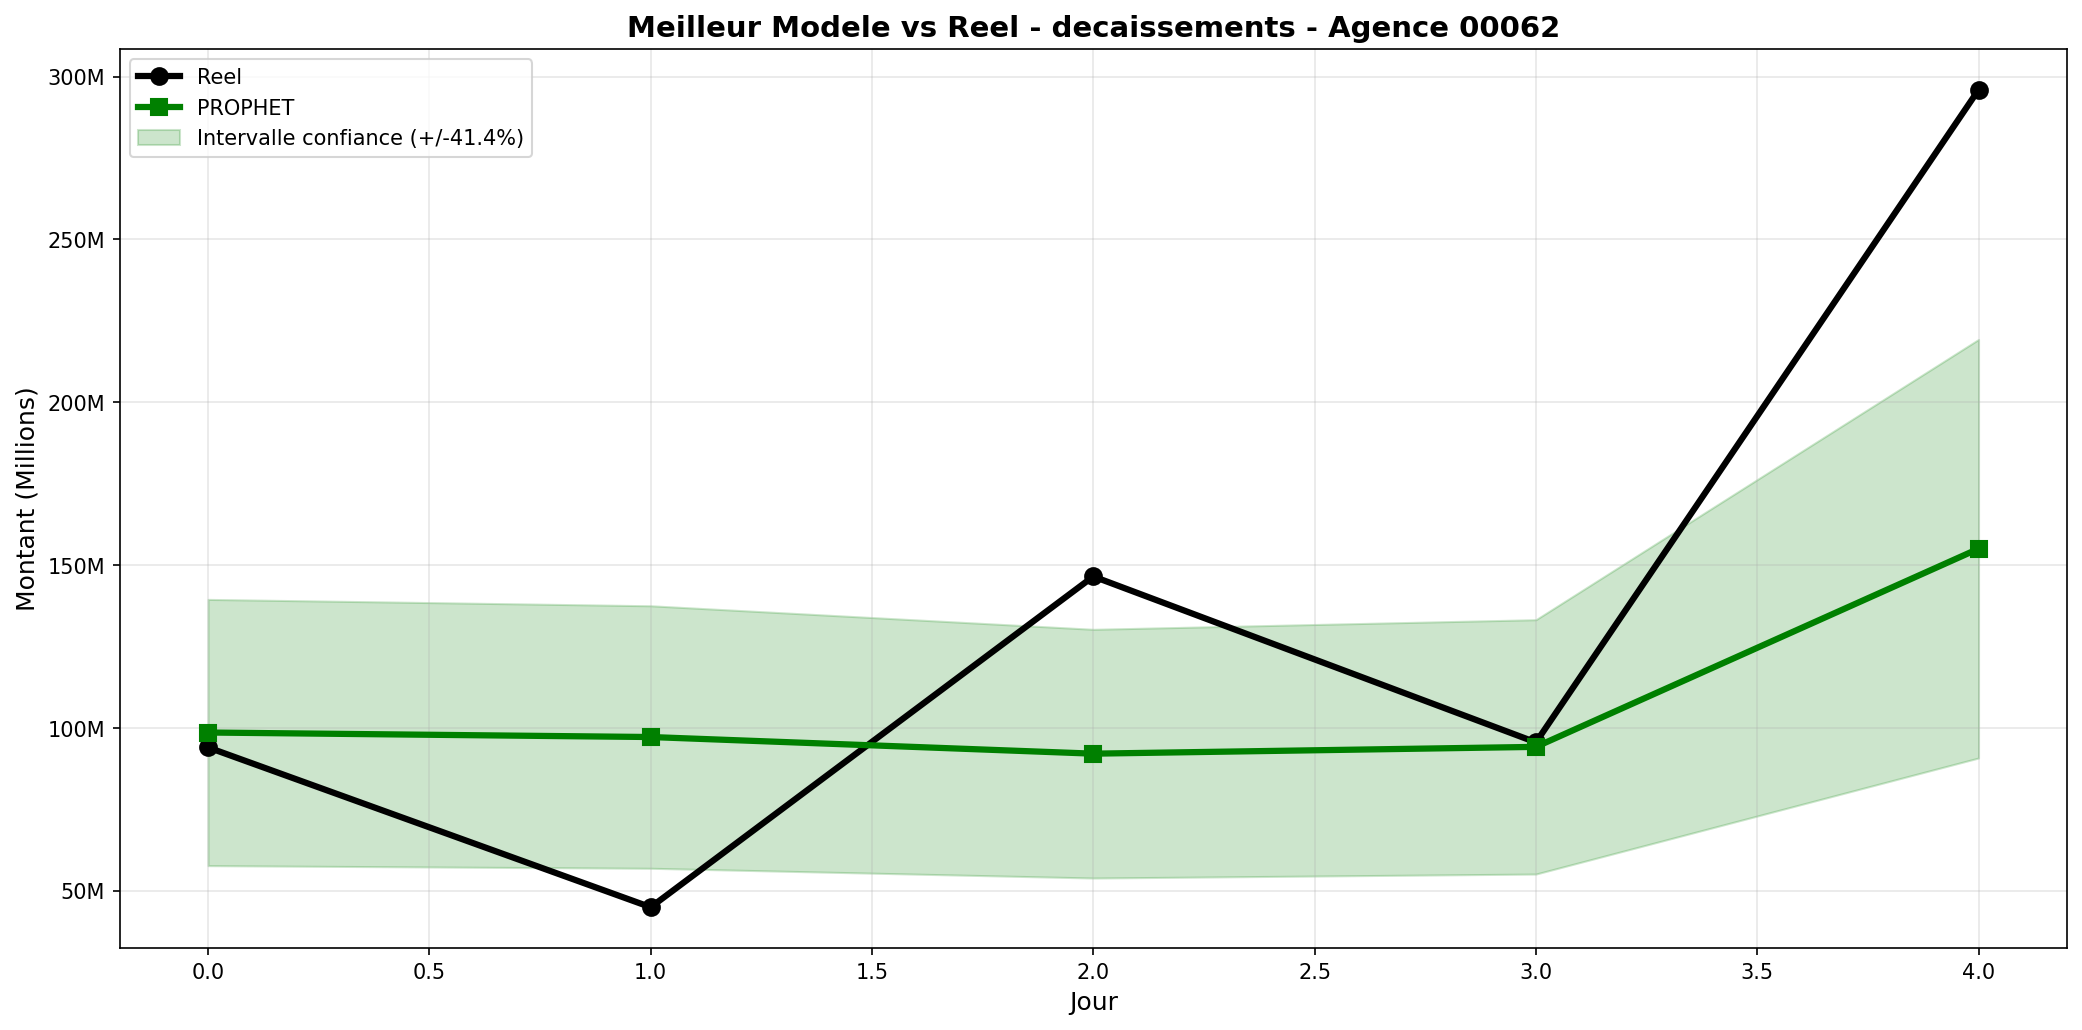 Meilleur Modele vs Reel - decaissements - Agence 00062
Reel
PROPHET
Intervalle confiance (+/-41.4%)
300M
250M
200M
150M
100M
50M
Montant (Millions)
0.0 0.5 1.0 1.5 2.0 2.5 3.0 3.5 4.0
Jour